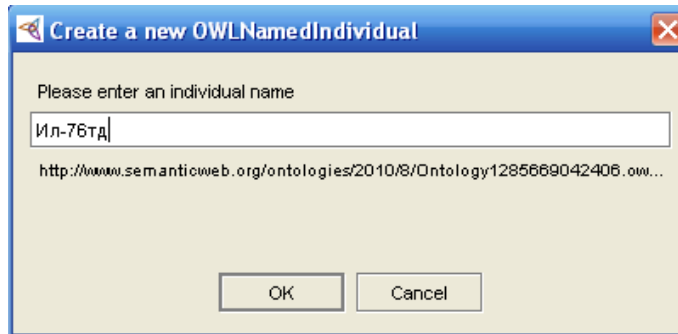 Create a new OWLNamedIndividual
Please enter an individual name
Ил-76тд
http://www.semanticweb.org/ontologies/2010/8/Ontology1285669042406.ow...
OK Cancel